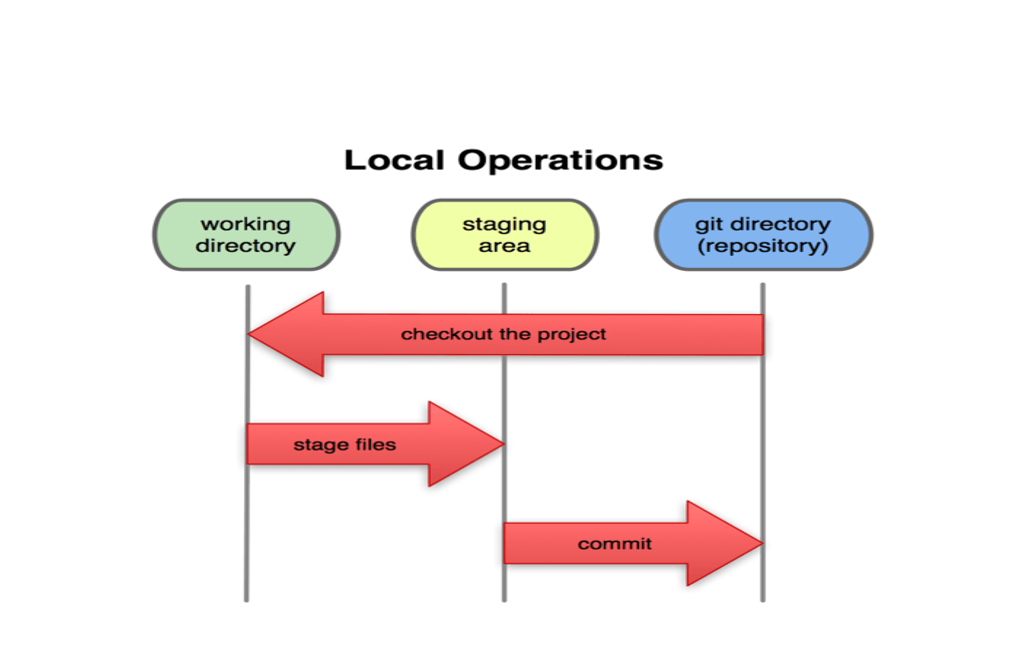 Local Operations
working
directory
staging
area
git directory
(repository)
checkout the project
stage files
commit